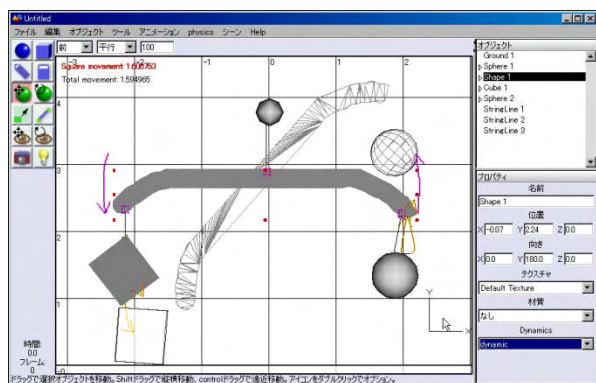 Untitled
ファイル 編集 オブジェクト ツール アニメーション physics シーン Help
前 平行 100
Square movement 1.606753
Total movement: 1.594965
-3 -2 -1 0 1 2
4
3
2
1
0
Y
X
時間:
0.0
フレーム:
0
ドラッグで選択オブジェクトを移動。Shiftドラッグで縦横移動、controlドラッグで遠近移動。アイコンをダブルクリックでオプション。
オブジェクト
Ground 1
Sphere 1
Shape 1
Cube 1
Sphere 2
StringLine 1
StringLine 2
StringLine 3
プロパティ
名前
Shape 1
位置
X -0.07 Y 2.24 Z 0.0
向き
X 0.0 Y 180.0 Z 0.0
テクスチャ
Default Texture
材質
なし
Dynamics
dynamic